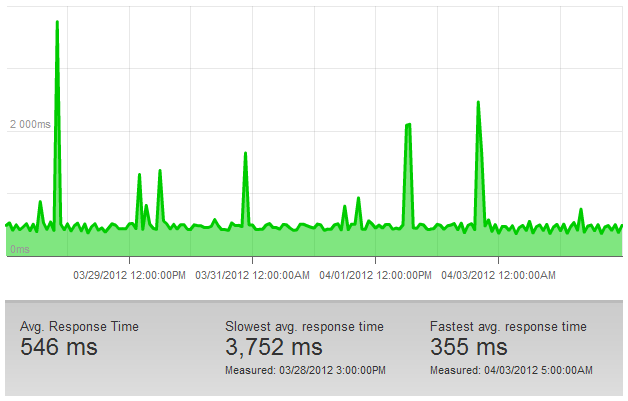 2 000ms
0ms
03/29/2012 12:00:00PM 03/31/2012 12:00:00AM 04/01/2012 12:00:00PM 04/03/2012 12:00:00AM
Avg. Response Time Slowest avg. response time Fastest avg. response time
546 ms 3,752 ms 355 ms
Measured: 03/28/2012 3:00:00PM Measured: 04/03/2012 5:00:00AM